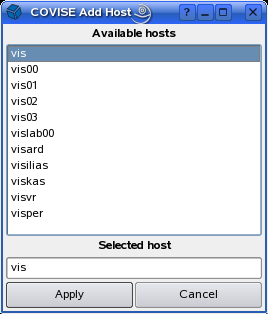 COVISE Add Host
Available hosts
vis
vis00
vis01
vis02
vis03
vislab00
visard
visilias
viskas
visvr
visper
Selected host
vis
Apply
Cancel